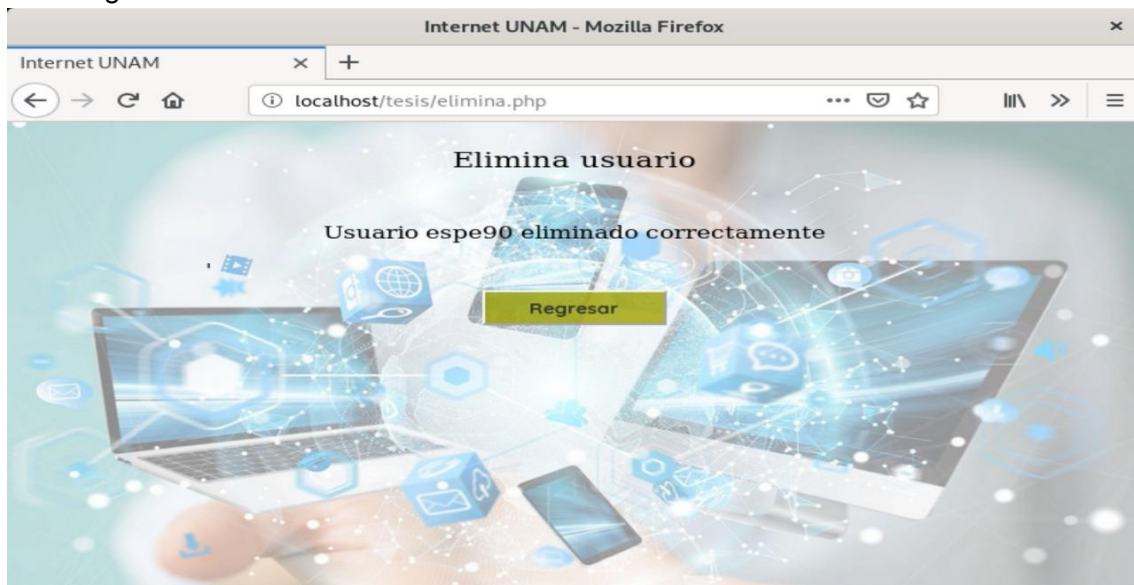 Internet UNAM - Mozilla Firefox
Internet UNAM
localhost/tesis/elimina.php
Elimina usuario
Usuario espe90 eliminado correctamente
Regresar